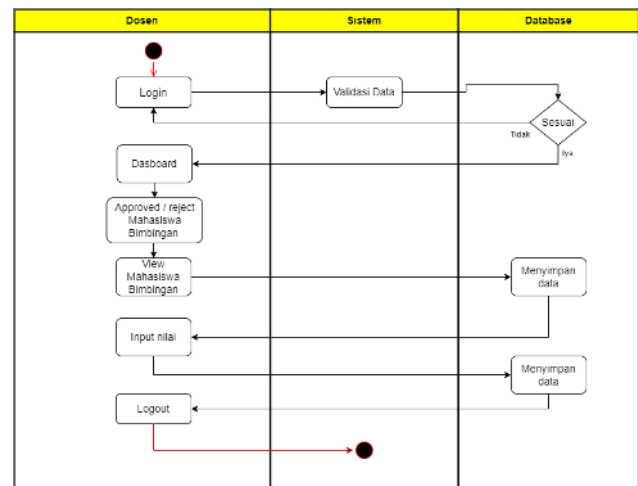 Dosen
Sistem
Database
Login
Validasi Data
Sesuai
Tidak
Iya
Dasboard
Approved / reject
Mahasiswa
Bimbingan
View
Mahasiswa
Bimbingan
Menyimpan
data
Input nilai
Menyimpan
data
Logout